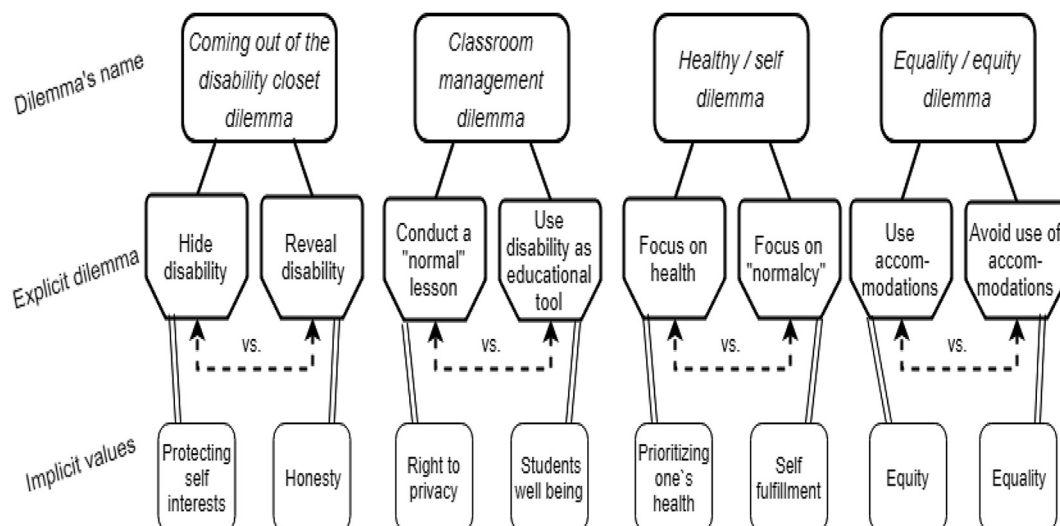 Dilemma's name
Coming out of the
disability closet
dilemma
Classroom
management
dilemma
Healthy / self
dilemma
Equality / equity
dilemma
Explicit dilemma
Hide
disability
Reveal
disability
Conduct a
"normal"
lesson
Use
disability as
educational
tool
Focus on
health
Focus on
"normalcy"
Use
accom-
modations
Avoid use of
accom-
modations
vs.
vs.
vs.
vs.
Implicit values
Protecting
self
interests
Honesty
Right to
privacy
Students
well being
Prioritizing
one`s
health
Self
fulfillment
Equity
Equality